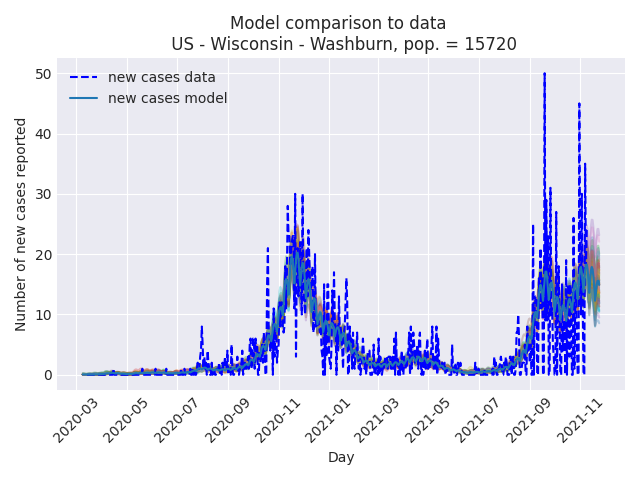 Model comparison to data
US - Wisconsin - Washburn, pop. = 15720
new cases data
new cases model
Number of new cases reported
50
40
30
20
10
0
2020-03
2020-05
2020-07
2020-09
2020-11
2021-01
2021-03
2021-05
2021-07
2021-09
2021-11
Day